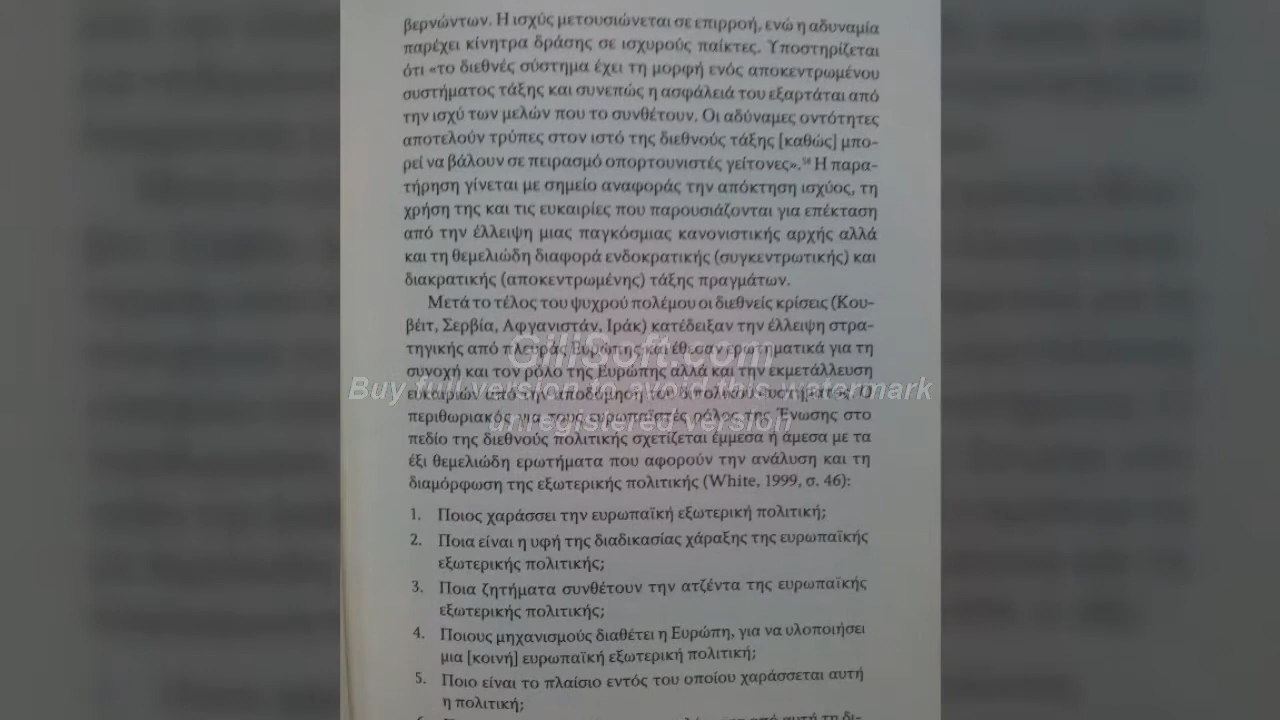 βερνώντων. Η ισχύς μετουσιώνεται σε επιρροή, ενώ η αδυναμία
παρέχει κίνητρα δράσης σε ισχυρούς παίκτες. Υποστηρίζεται
ότι «το διεθνές σύστημα έχει τη μορφή ενός αποκεντρωμένου
συστήματος τάξης και συνεπώς η ασφάλειά του εξαρτάται από
την ισχύ των μελών που το συνθέτουν. Οι αδύναμες οντότητες
αποτελούν τρύπες στον ιστό της διεθνούς τάξης [καθώς] μπο-
ρεί να βάλουν σε πειρασμό οπορτουνιστές γείτονες».⁵⁸ Η παρα-
τήρηση γίνεται με σημείο αναφοράς την απόκτηση ισχύος, τη
χρήση της και τις ευκαιρίες που παρουσιάζονται για επέκταση
από την έλλειψη μιας παγκόσμιας κανονιστικής αρχής αλλά
και τη θεμελιώδη διαφορά ενδοκρατικής (συγκεντρωτικής) και
διακρατικής (αποκεντρωμένης) τάξης πραγμάτων.
Μετά το τέλος του ψυχρού πολέμου οι διεθνείς κρίσεις (Κου-
βέιτ, Σερβία, Αφγανιστάν, Ιράκ) κατέδειξαν την έλλειψη στρα-
τηγικής από πλευράς Ευρώπης και έθεσαν ερωτηματικά για τη
συνοχή και τον ρόλο της Ευρώπης αλλά και την εκμετάλλευση
ευκαιριών από την αποδόμηση του διπολικού συστήματος. Ο
περιθωριακός για τους ευρωπαϊστές ρόλος της Ένωσης στο
πεδίο της διεθνούς πολιτικής σχετίζεται έμμεσα ή άμεσα με τα
έξι θεμελιώδη ερωτήματα που αφορούν την ανάλυση και τη
διαμόρφωση της εξωτερικής πολιτικής (White, 1999, σ. 46):
1. Ποιος χαράσσει την ευρωπαϊκή εξωτερική πολιτική;
2. Ποια είναι η υφή της διαδικασίας χάραξης της ευρωπαϊκής
εξωτερικής πολιτικής;
3. Ποια ζητήματα συνθέτουν την ατζέντα της ευρωπαϊκής
εξωτερικής πολιτικής;
4. Ποιους μηχανισμούς διαθέτει η Ευρώπη, για να υλοποιήσει
μια [κοινή] ευρωπαϊκή εξωτερική πολιτική;
5. Ποιο είναι το πλαίσιο εντός του οποίου χαράσσεται αυτή
η πολιτική;
από αυτή τη δι-
GiliSoft.com
Buy full version to avoid this watermark
unregistered version